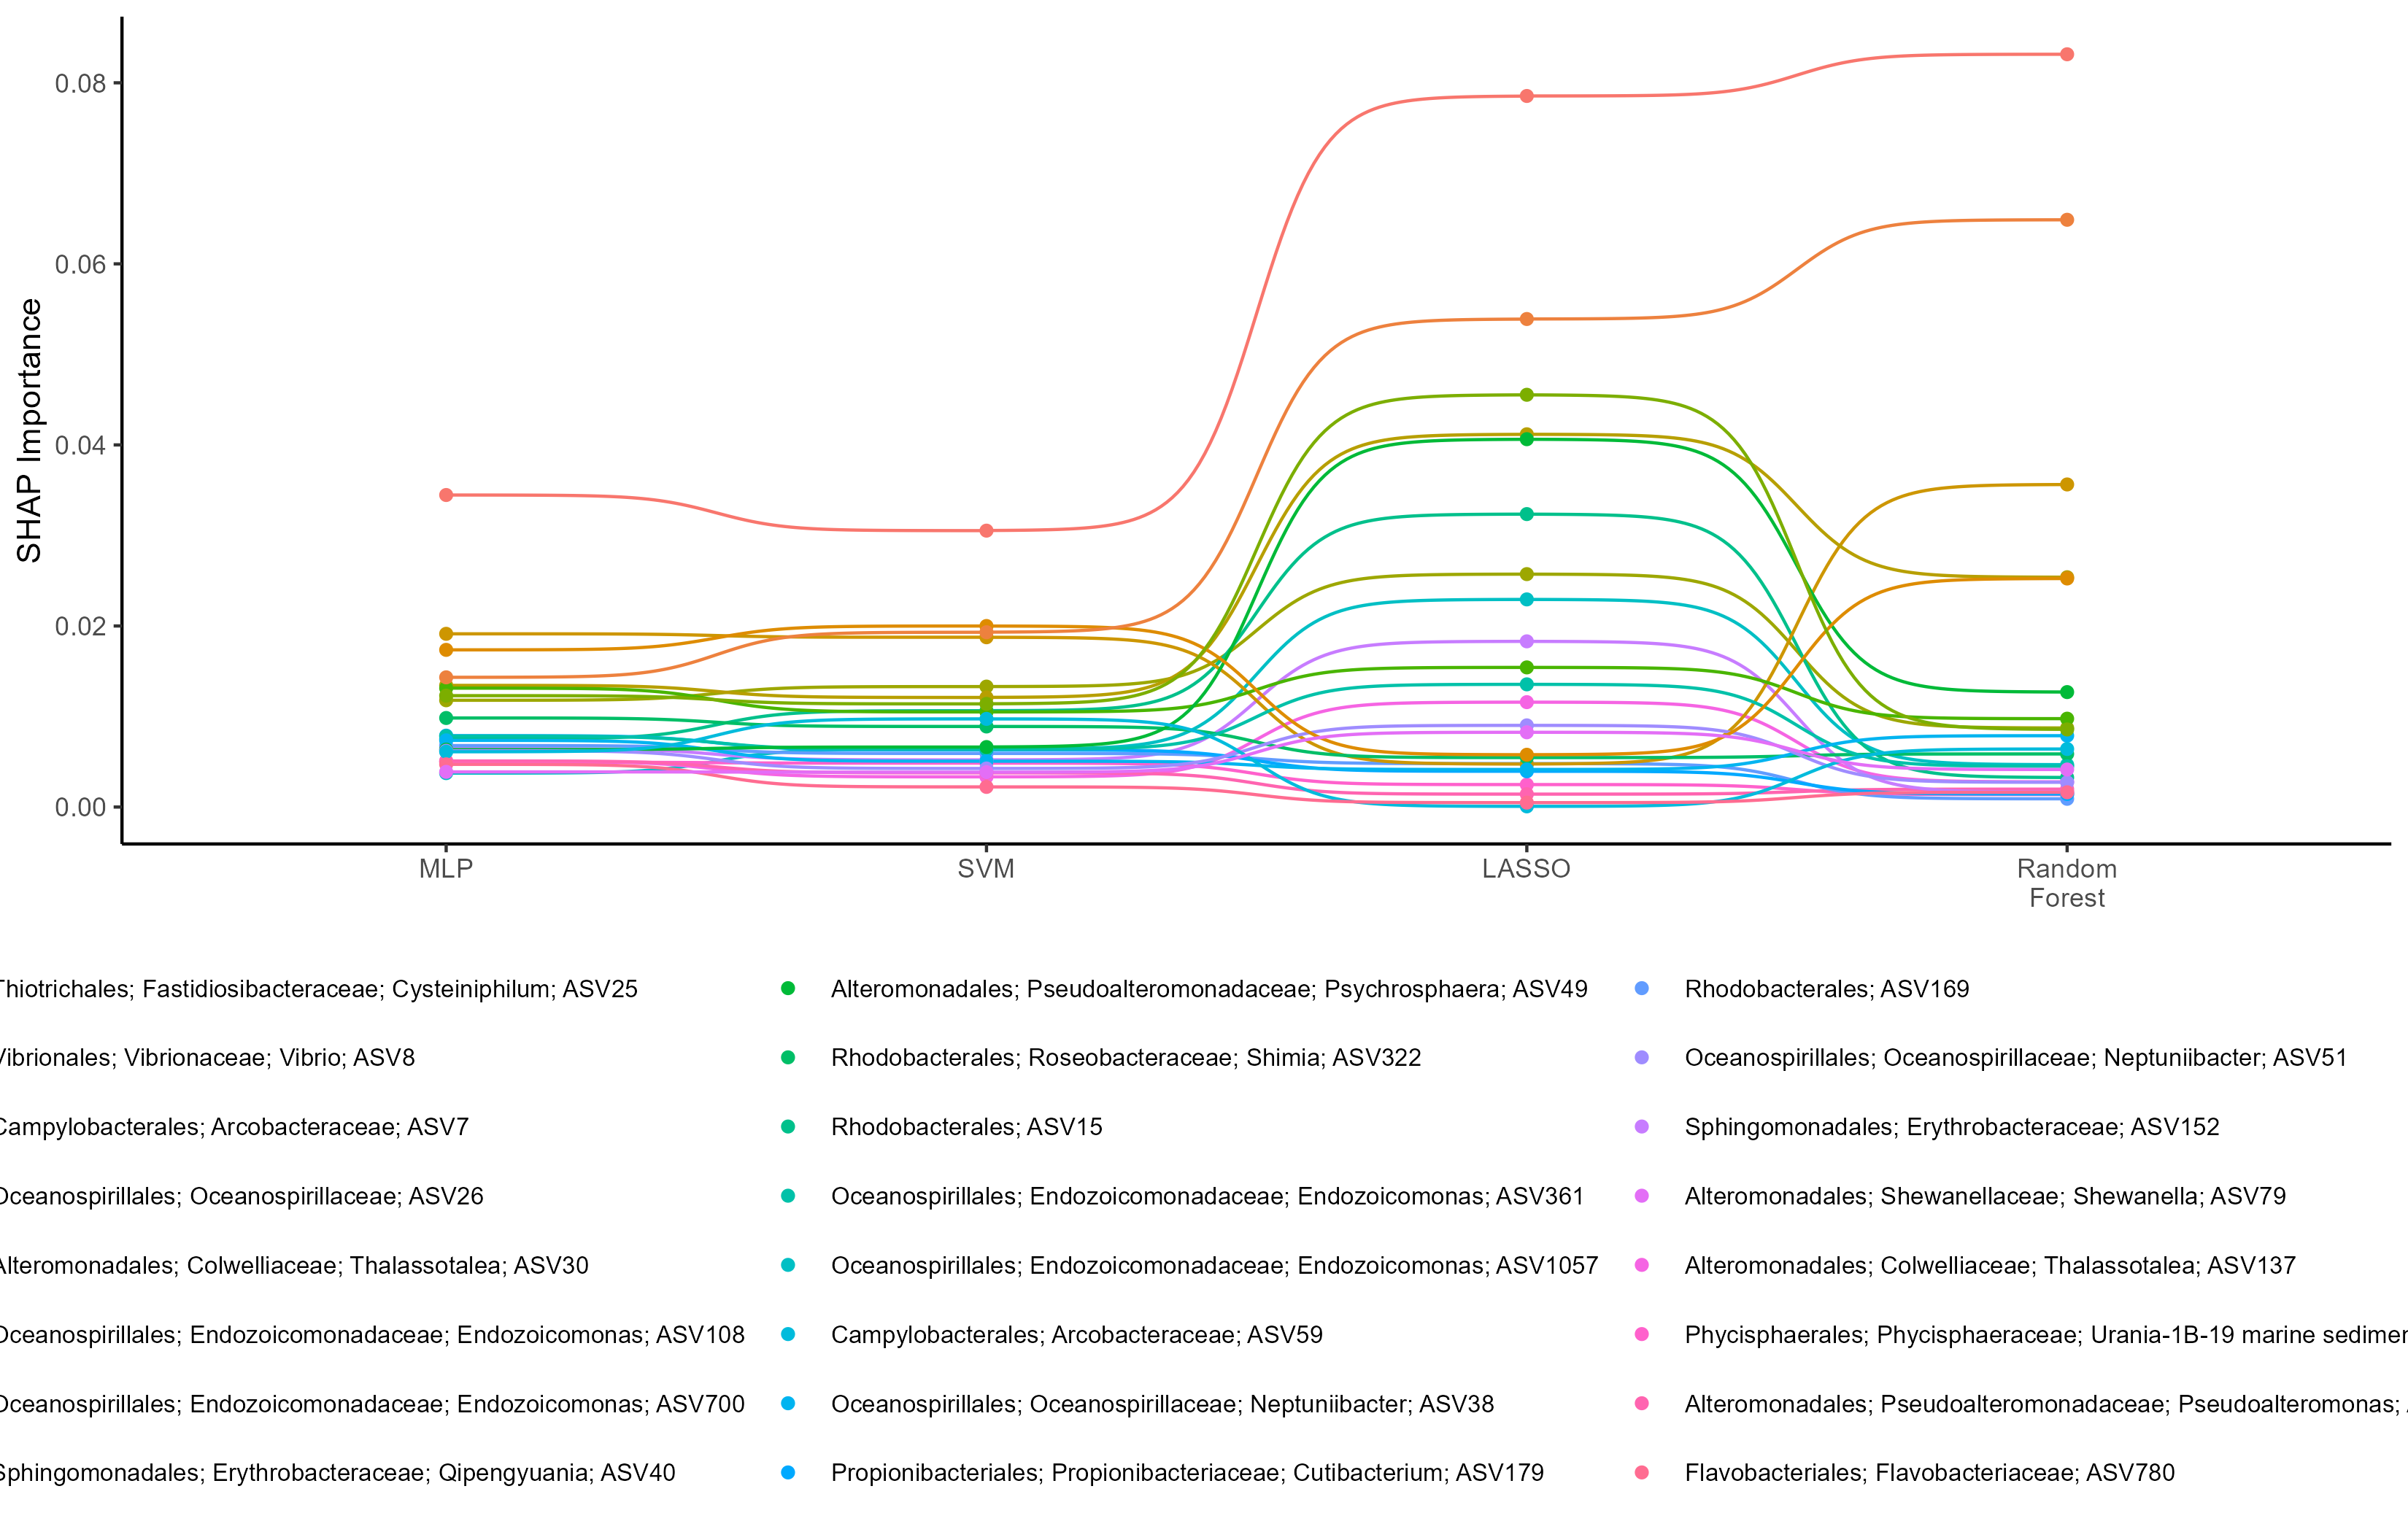 0.08
0.06
0.04
0.02
0.00
SHAP Importance
MLP
SVM
LASSO
Random
Forest
Thiotrichales; Fastidiosibacteraceae; Cysteiniphilum; ASV25
Vibrionales; Vibrionaceae; Vibrio; ASV8
Campylobacterales; Arcobacteraceae; ASV7
Oceanospirillales; Oceanospirillaceae; ASV26
Alteromonadales; Colwelliaceae; Thalassotalea; ASV30
Oceanospirillales; Endozoicomonadaceae; Endozoicomonas; ASV108
Oceanospirillales; Endozoicomonadaceae; Endozoicomonas; ASV700
Sphingomonadales; Erythrobacteraceae; Qipengyuania; ASV40
Alteromonadales; Pseudoalteromonadaceae; Psychrosphaera; ASV49
Rhodobacterales; Roseobacteraceae; Shimia; ASV322
Rhodobacterales; ASV15
Oceanospirillales; Endozoicomonadaceae; Endozoicomonas; ASV361
Oceanospirillales; Endozoicomonadaceae; Endozoicomonas; ASV1057
Campylobacterales; Arcobacteraceae; ASV59
Oceanospirillales; Oceanospirillaceae; Neptuniibacter; ASV38
Propionibacteriales; Propionibacteriaceae; Cutibacterium; ASV179
Rhodobacterales; ASV169
Oceanospirillales; Oceanospirillaceae; Neptuniibacter; ASV51
Sphingomonadales; Erythrobacteraceae; ASV152
Alteromonadales; Shewanellaceae; Shewanella; ASV79
Alteromonadales; Colwelliaceae; Thalassotalea; ASV137
Phycisphaerales; Phycisphaeraceae; Urania-1B-19 marine
Alteromonadales; Pseudoalteromonadaceae; Pseudoalteromonas;
Flavobacteriales; Flavobacteriaceae; ASV780